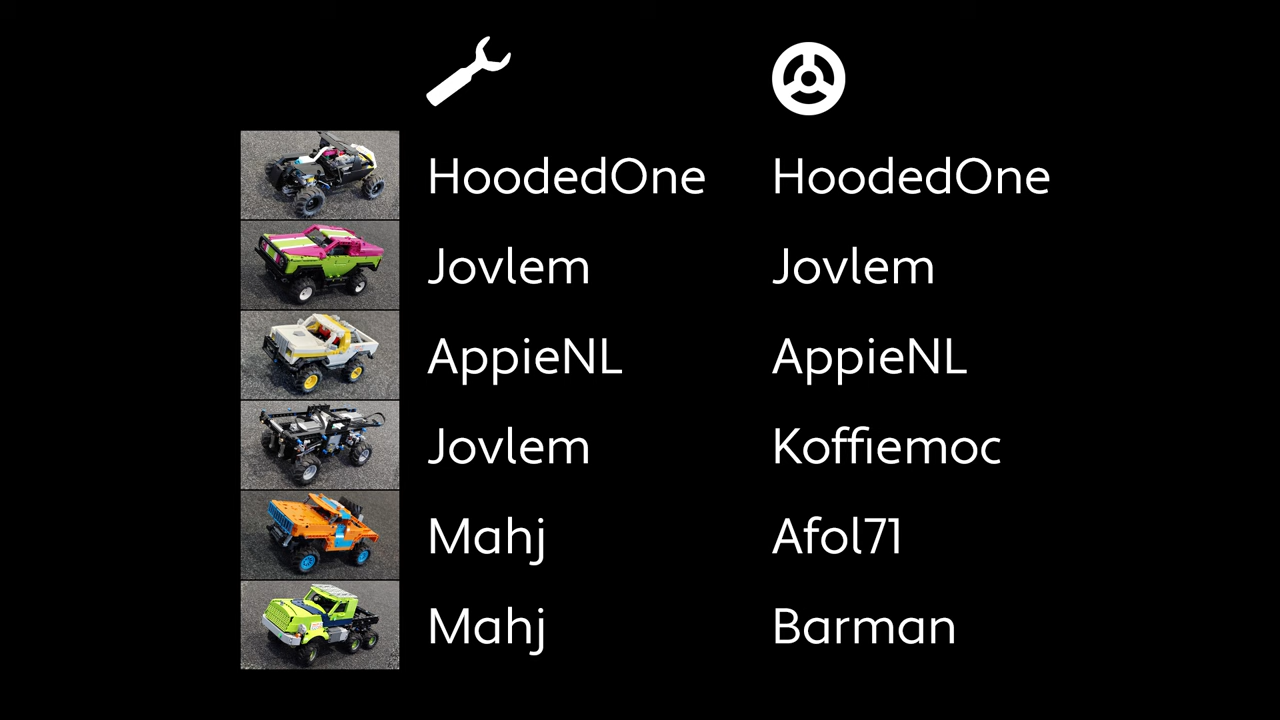 HoodedOne HoodedOne
Jovlem Jovlem
AppieNL AppieNL
Jovlem Koffiemoc
Mahj Afol71
Mahj Barman